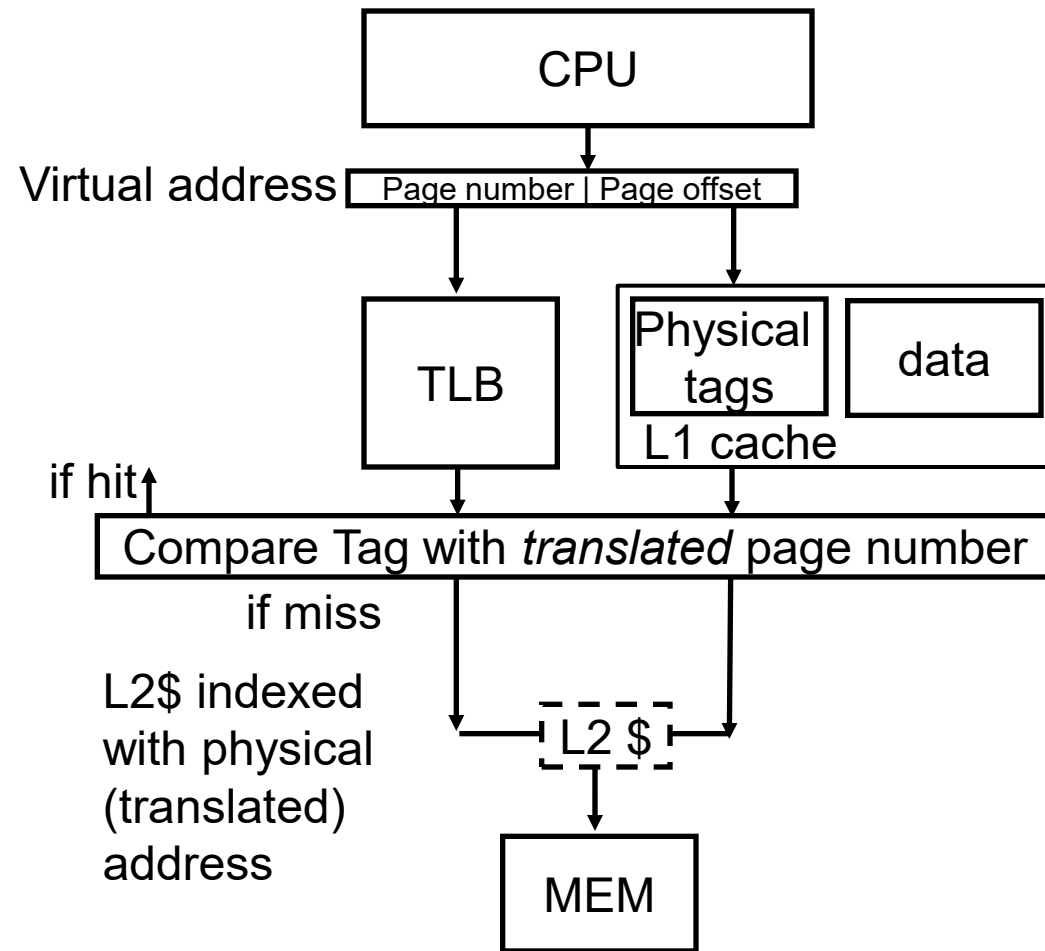 CPU
Virtual address
Page number | Page offset
TLB
Physical
tags
data
L1 cache
if hit
Compare Tag with translated page number
if miss
L2$ indexed
with physical
(translated)
address
L2 $
MEM